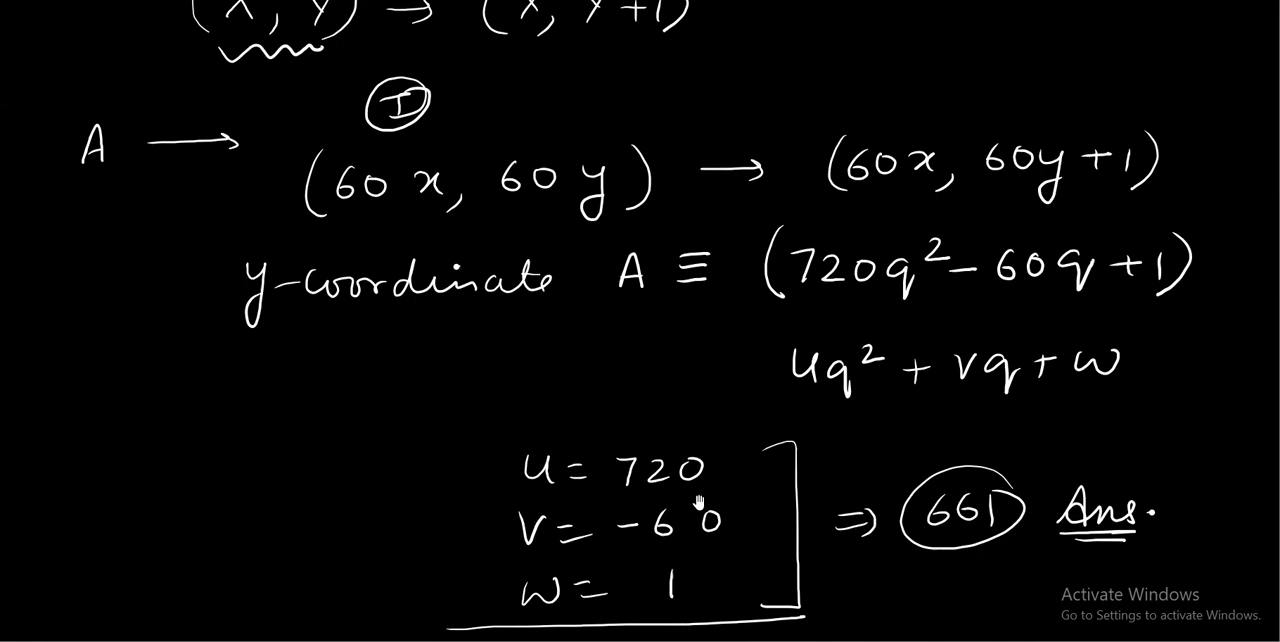 (x, y) → (x, y+1)
I
A → (60x, 60y) → (60x, 60y+1)
y-coordinate A ≡ (720q² - 60q + 1)
uq² + vq + w
u = 720
v = -60
w = 1
⇒ 661 Ans.
Activate Windows
Go to Settings to activate Windows.